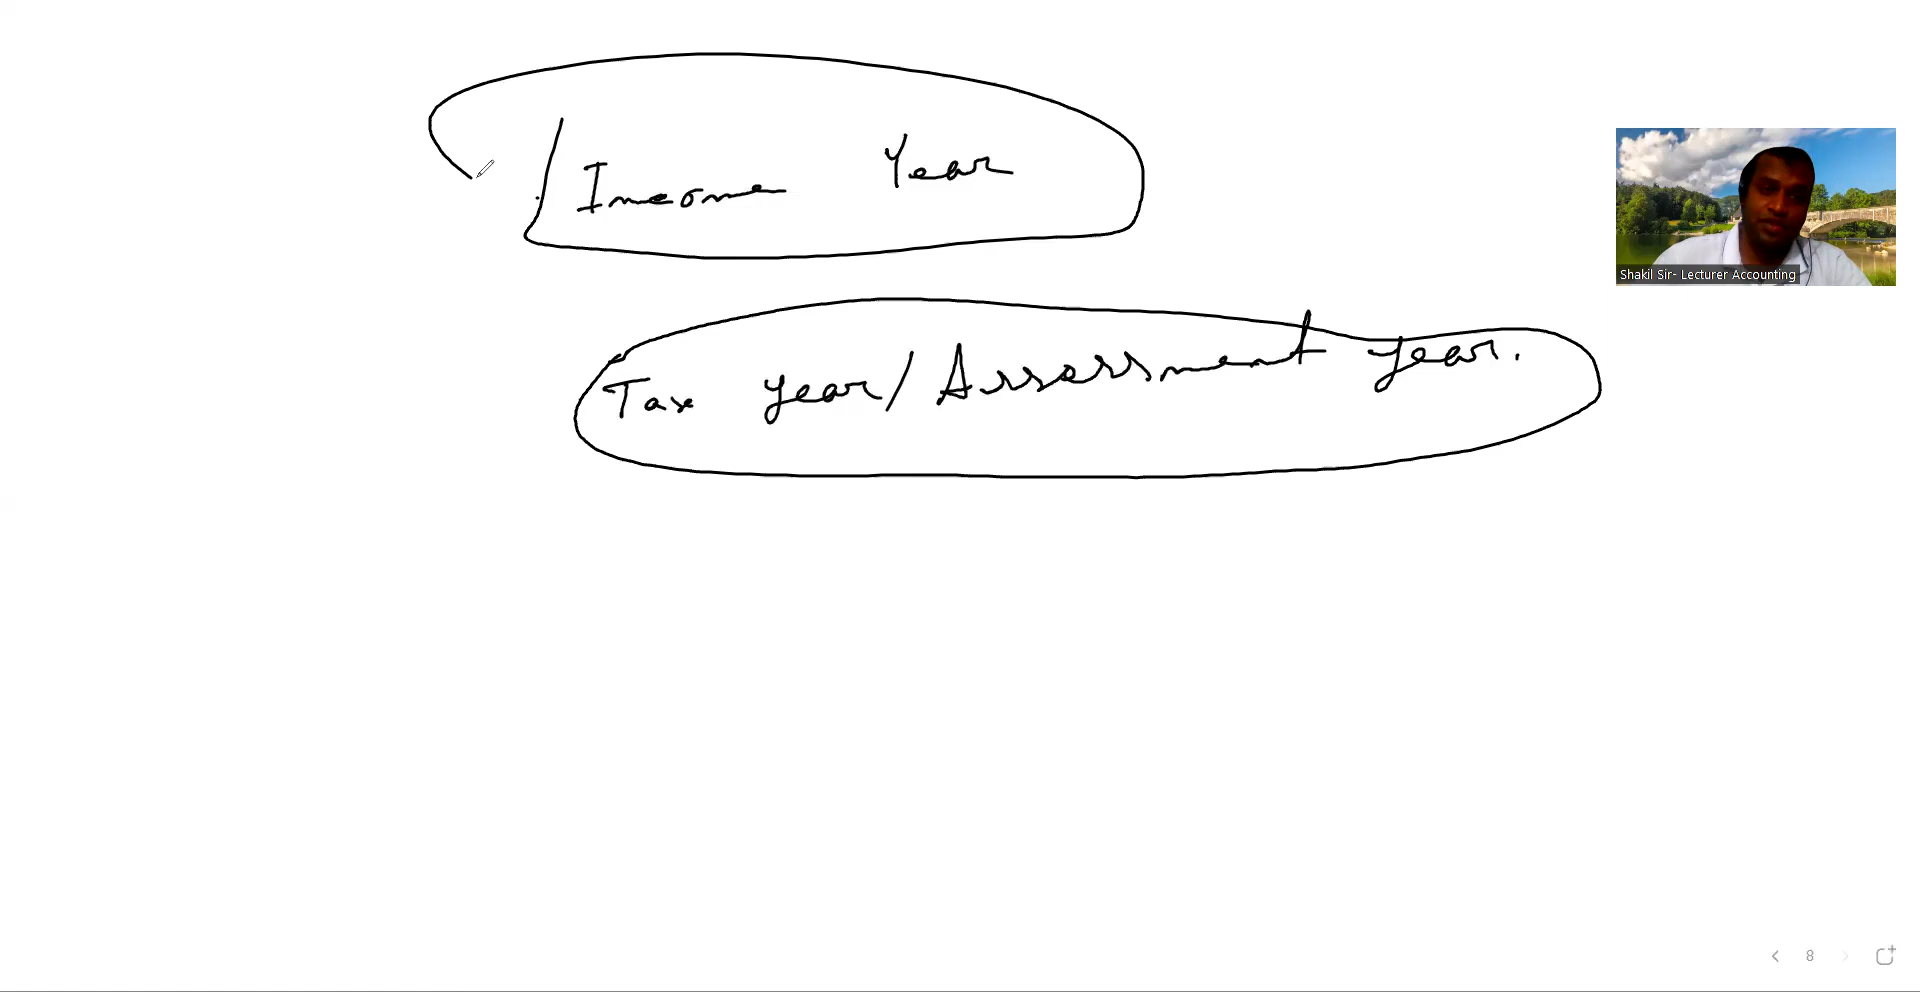 Income Year
Shakil Sir- Lecturer Accounting
Tax year/Assessment year.
8